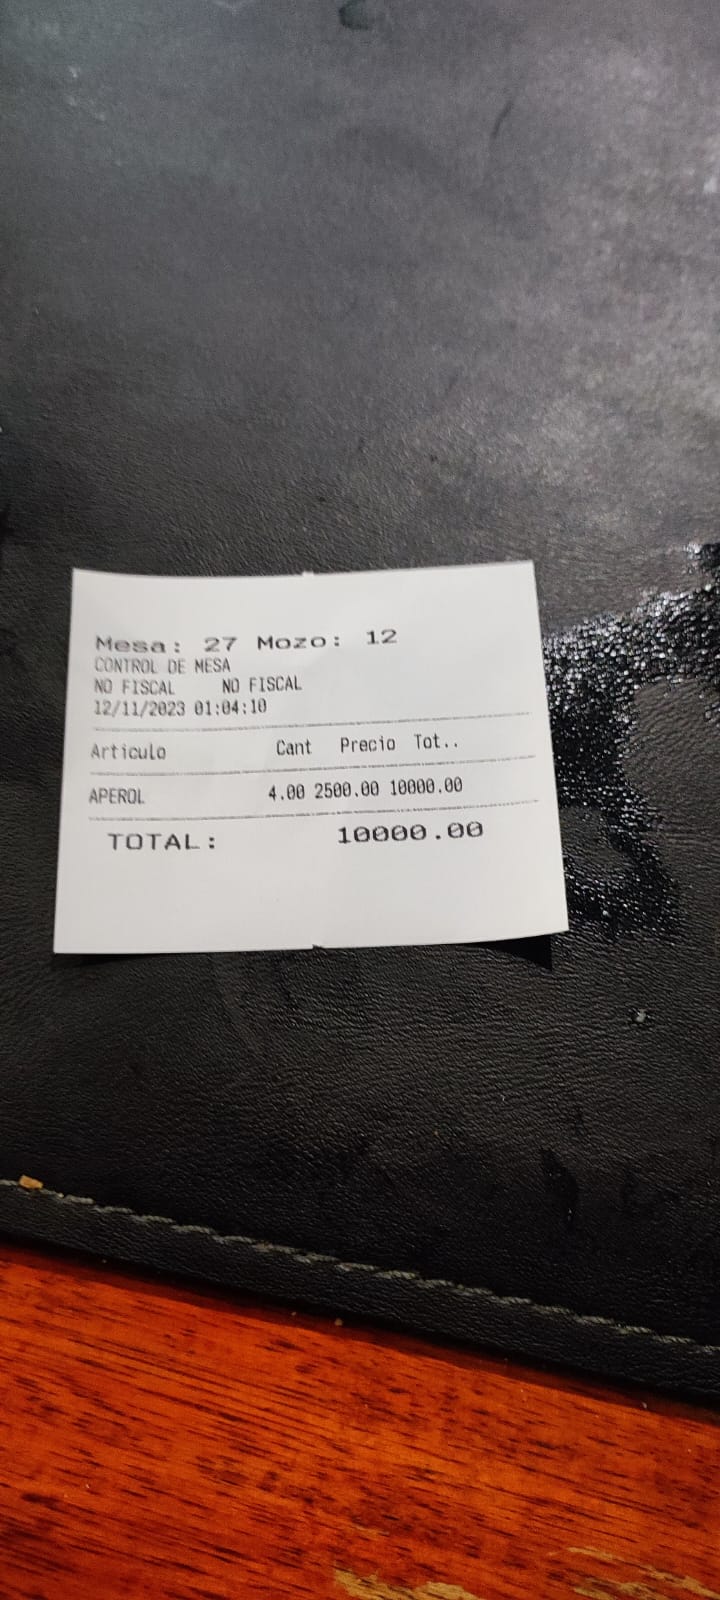 Mesa: 27 Mozo: 12
CONTROL DE MESA
NO FISCAL NO FISCAL
12/11/2023 01:04:10
Articulo Cant Precio Tot..
APEROL 4.00 2500.00 10000.00
TOTAL: 10000.00